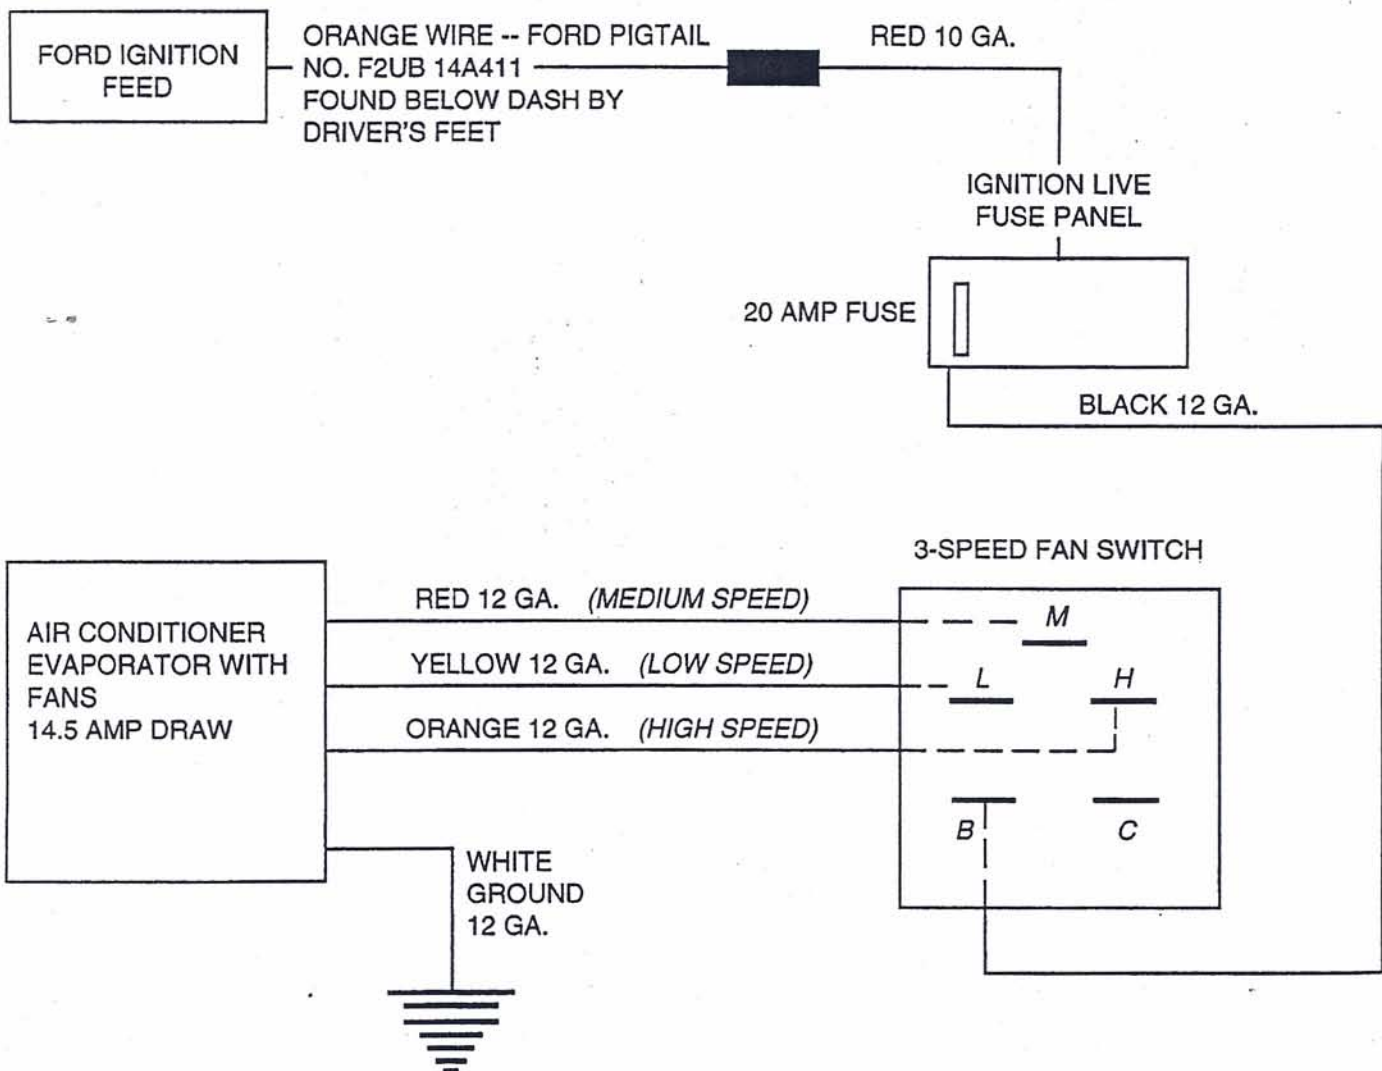 FORD IGNITION
FEED
ORANGE WIRE -- FORD PIGTAIL
NO. F2UB 14A411
FOUND BELOW DASH BY
DRIVER'S FEET
RED 10 GA.
IGNITION LIVE
FUSE PANEL
20 AMP FUSE
BLACK 12 GA.
3-SPEED FAN SWITCH
AIR CONDITIONER
EVAPORATOR WITH
FANS
14.5 AMP DRAW
RED 12 GA. (MEDIUM SPEED)
YELLOW 12 GA. (LOW SPEED)
ORANGE 12 GA. (HIGH SPEED)
M
L H
B C
WHITE
GROUND
12 GA.